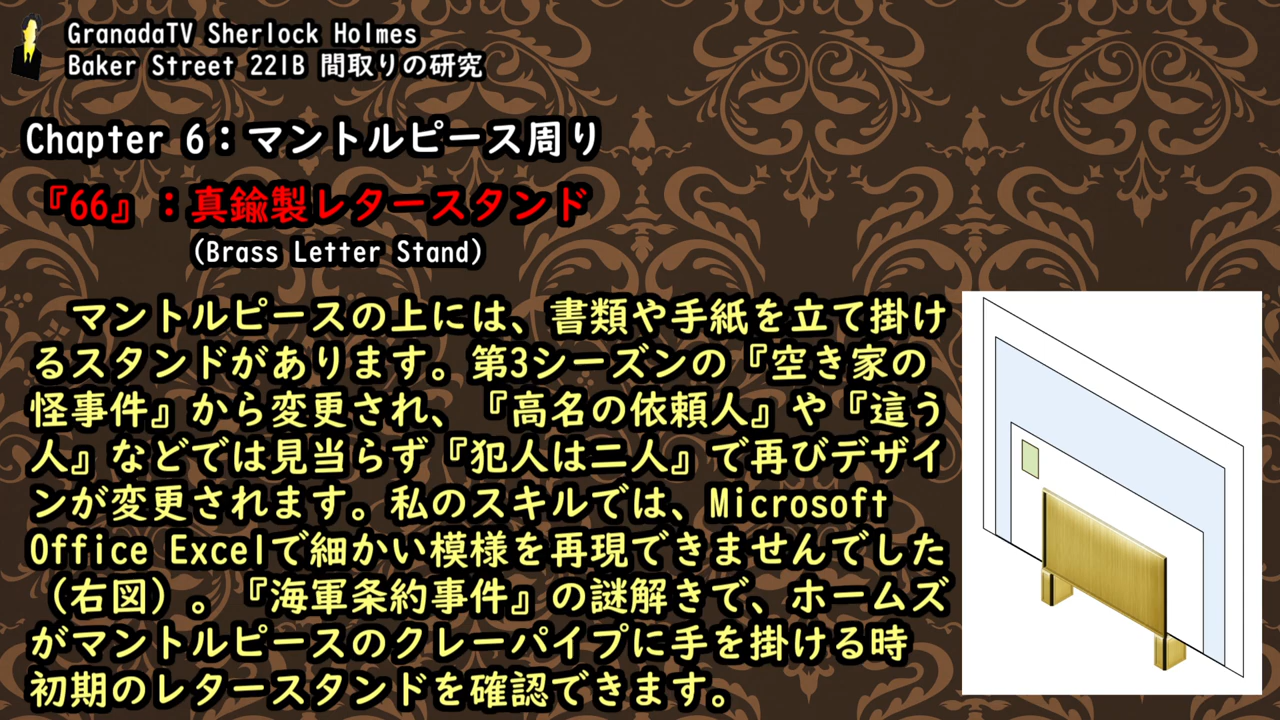 GranadaTV Sherlock Holmes
Baker Street 221B 間取りの研究
Chapter 6：マントルピース周り
『66』：真鍮製レタースタンド
(Brass Letter Stand)
マントルピースの上には、書類や手紙を立て掛け
るスタンドがあります。第3シーズンの『空き家の
怪事件』から変更され、『高名の依頼人』や『這う
人』などでは見当らず『犯人は二人』で再びデザイ
ンが変更されます。私のスキルでは、Microsoft
Office Excelで細かい模様を再現できませんでした
（右図）。『海軍条約事件』の謎解きで、ホームズ
がマントルピースのクレーパイプに手を掛ける時
初期のレタースタンドを確認できます。